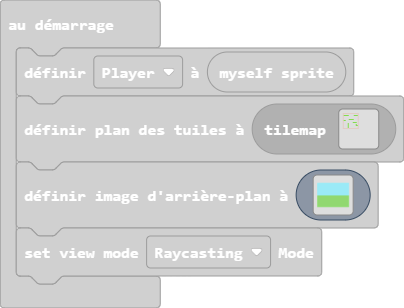 au démarrage
définir Player à myself sprite
définir plan des tuiles à tilemap
définir image d'arrière-plan à
set view mode Raycasting Mode